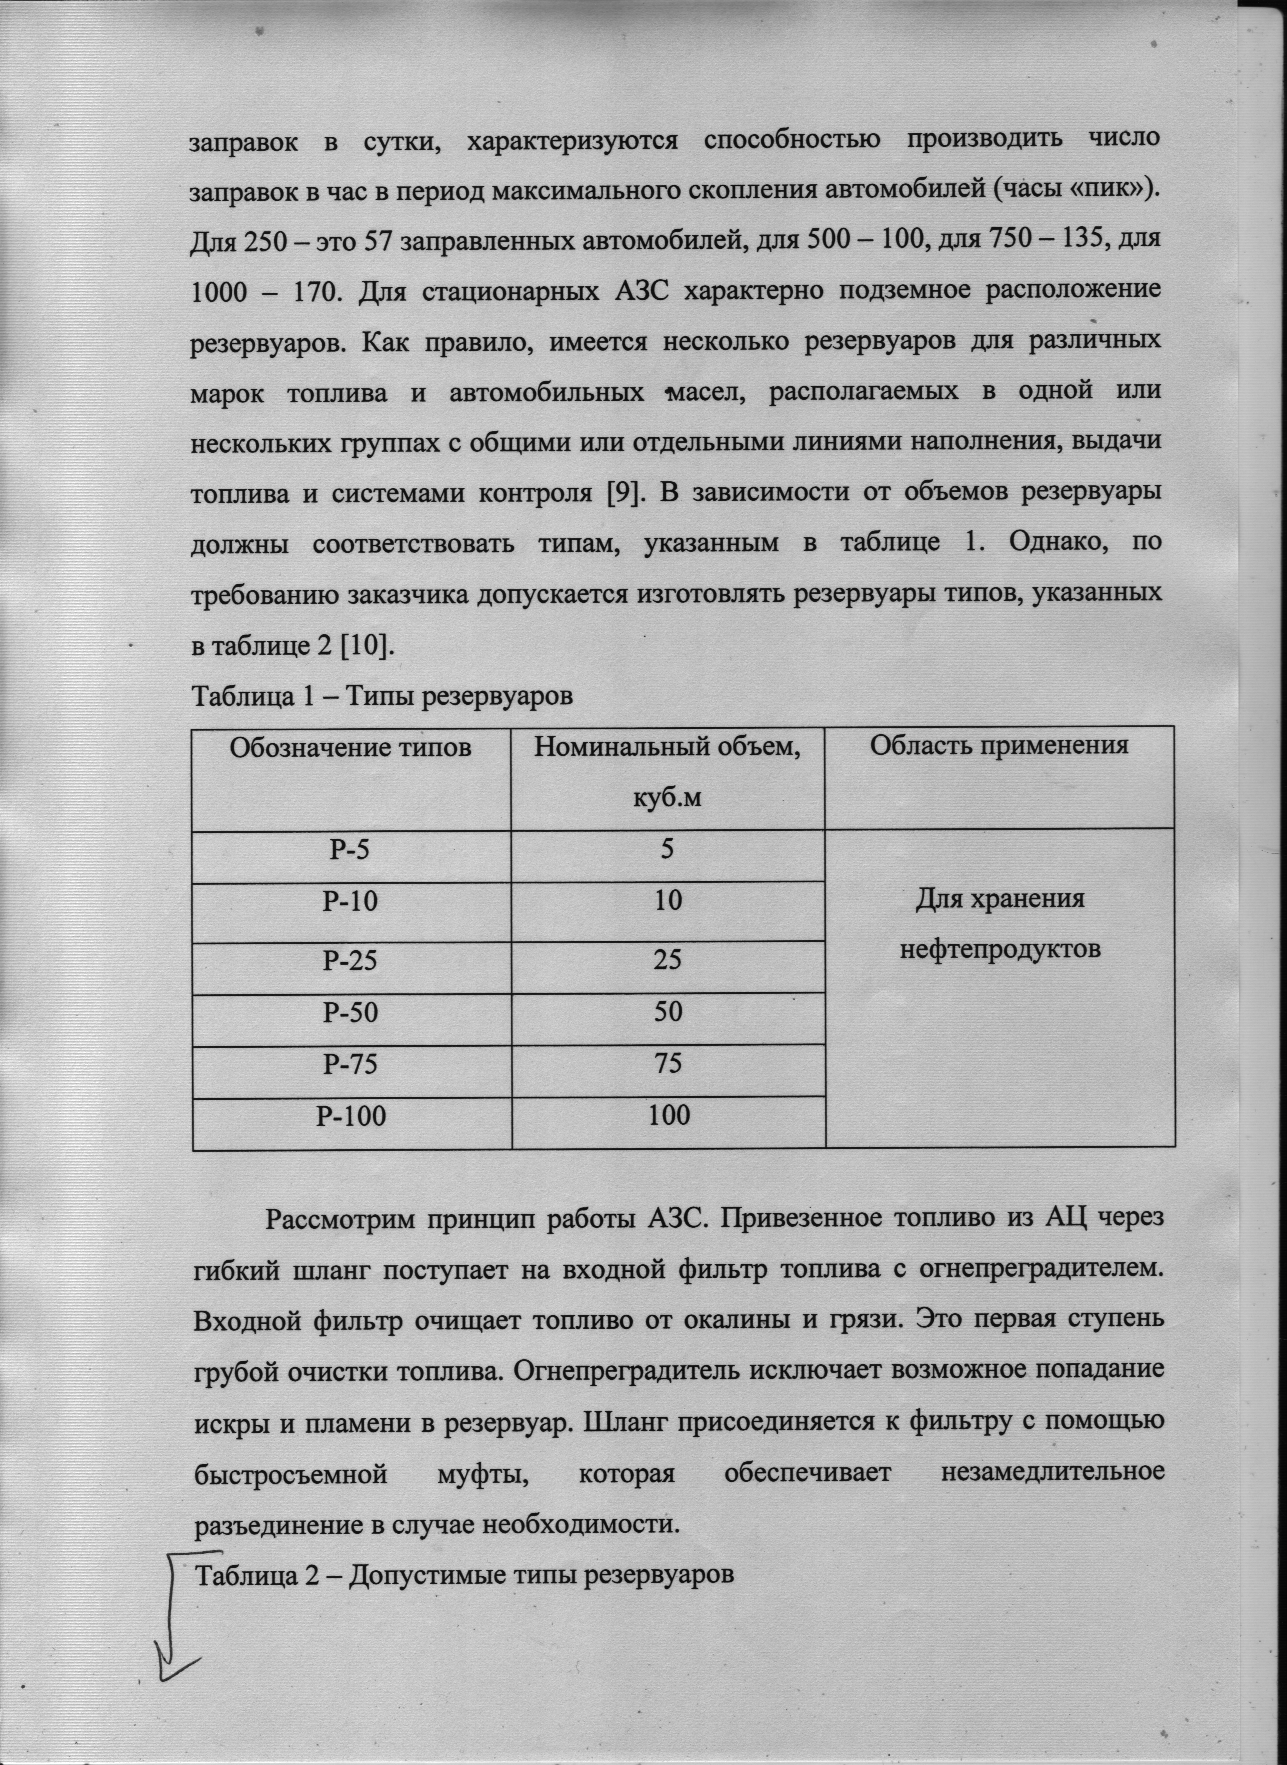 заправок в сутки, характеризуются способностью производить число
заправок в час в период максимального скопления автомобилей (часы «пик»).
Для 250 – это 57 заправленных автомобилей, для 500 – 100, для 750 – 135, для
1000 – 170. Для стационарных АЗС характерно подземное расположение
резервуаров. Как правило, имеется несколько резервуаров для различных
марок топлива и автомобильных масел, располагаемых в одной или
нескольких группах с общими или отдельными линиями наполнения, выдачи
топлива и системами контроля [9]. В зависимости от объемов резервуары
должны соответствовать типам, указанным в таблице 1. Однако, по
требованию заказчика допускается изготовлять резервуары типов, указанных
в таблице 2 [10].
Таблица 1 – Типы резервуаров
Обозначение типов Номинальный объем, Область применения
куб.м
Р-5 5
Р-10 10 Для хранения
нефтепродуктов
Р-25 25
Р-50 50
Р-75 75
Р-100 100
Рассмотрим принцип работы АЗС. Привезенное топливо из АЦ через
гибкий шланг поступает на входной фильтр топлива с огнепреградителем.
Входной фильтр очищает топливо от окалины и грязи. Это первая ступень
грубой очистки топлива. Огнепреградитель исключает возможное попадание
искры и пламени в резервуар. Шланг присоединяется к фильтру с помощью
быстросъемной муфты, которая обеспечивает незамедлительное
разъединение в случае необходимости.
Таблица 2 – Допустимые типы резервуаров